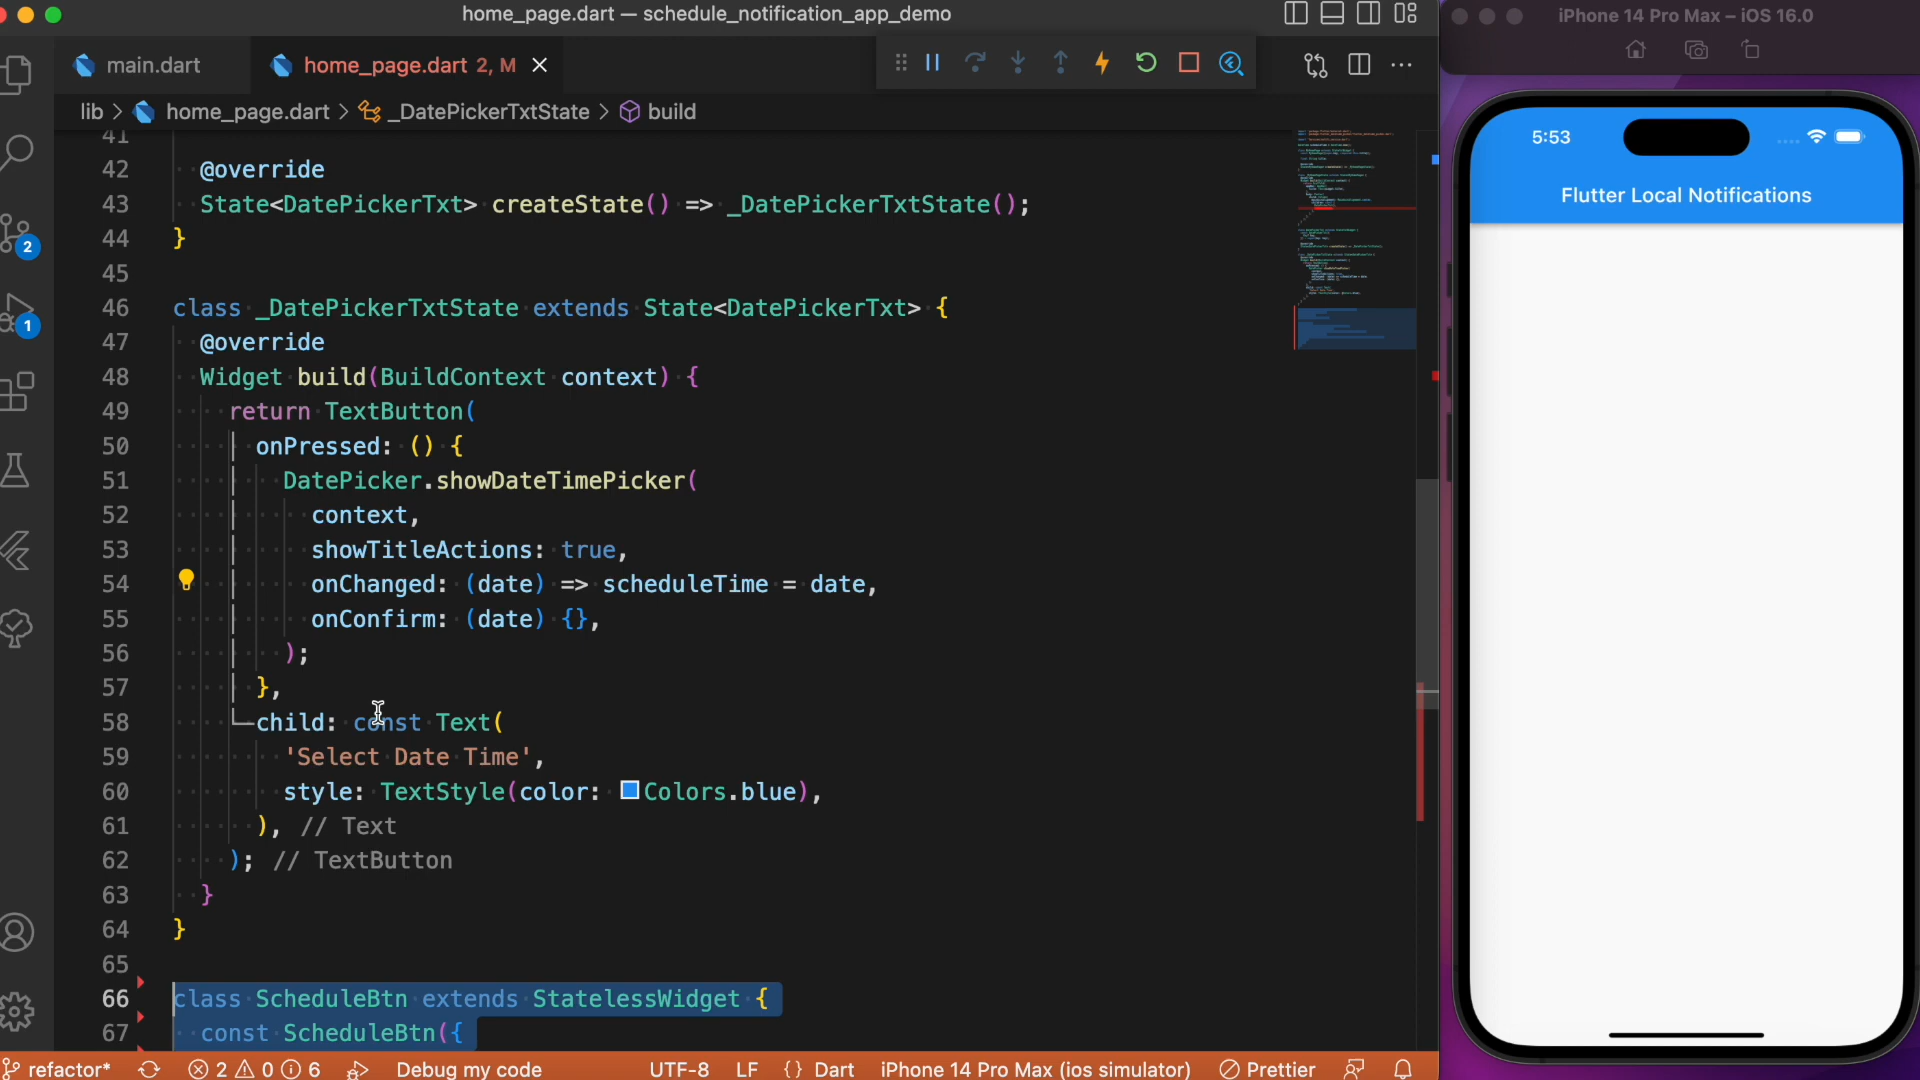 home_page.dart — schedule_notification_app_demo
iPhone 14 Pro Max – iOS 16.0
main.dart
home_page.dart 2, M
lib > home_page.dart > _DatePickerTxtState > build
41
42 @override
43 State<DatePickerTxt> createState() => _DatePickerTxtState();
44 }
45
46 class _DatePickerTxtState extends State<DatePickerTxt> {
47 @override
48 Widget build(BuildContext context) {
49 return TextButton(
50 onPressed: () {
51 DatePicker.showDateTimePicker(
52 context,
53 showTitleActions: true,
54 onChanged: (date) => scheduleTime = date,
55 onConfirm: (date) {},
56 );
57 },
58 child: const Text(
59 'Select Date Time',
60 style: TextStyle(color: Colors.blue),
61 ), // Text
62 ); // TextButton
63 }
64 }
65
66 class ScheduleBtn extends StatelessWidget {
67 const ScheduleBtn({
2
1
refactor* 2 0 6 Debug my code UTF-8 LF {} Dart iPhone 14 Pro Max (ios simulator) Prettier
5:53
Flutter Local Notifications